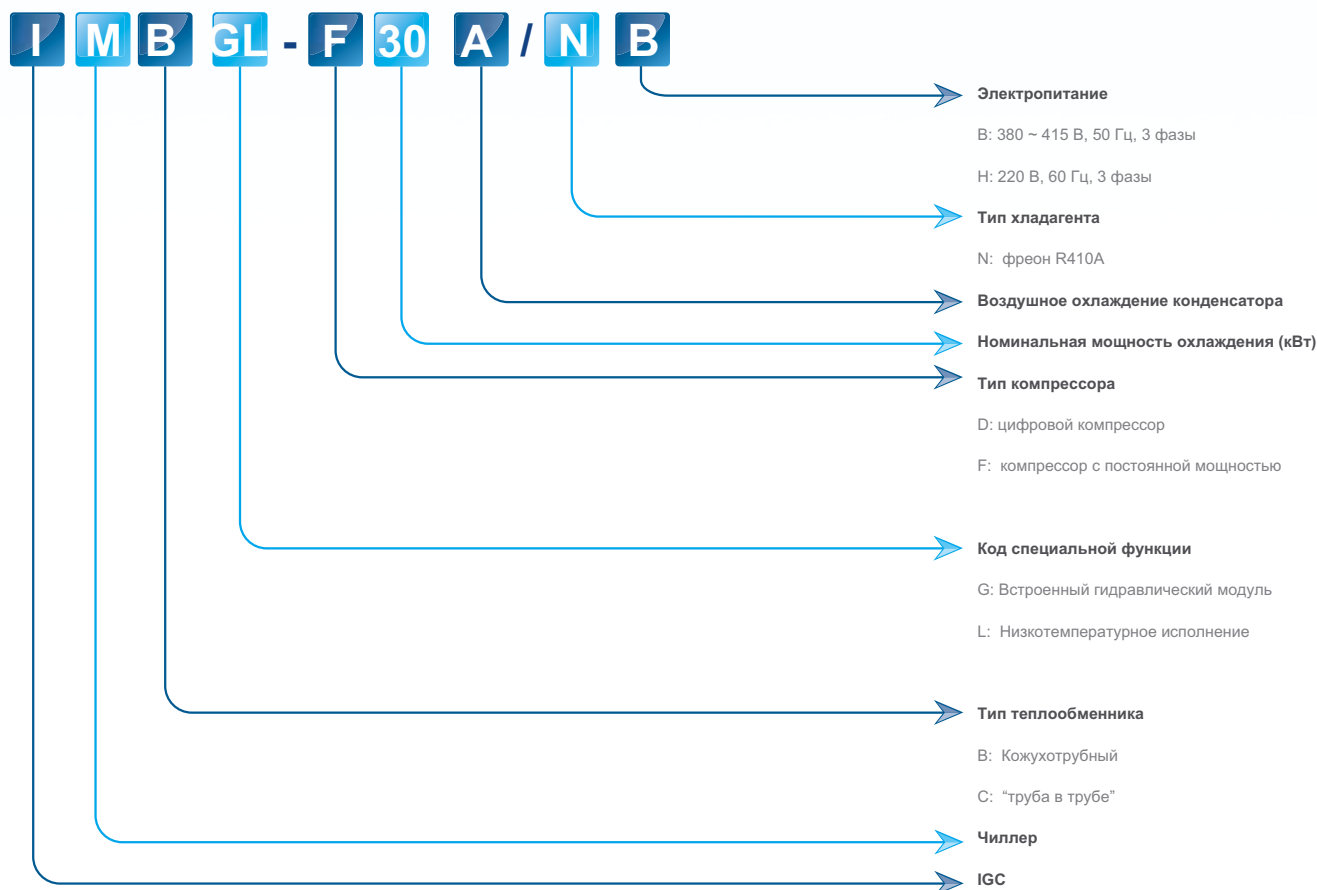 I M B GL - F 30 A / N B
Электропитание
B: 380 ~ 415 В, 50 Гц, 3 фазы
H: 220 В, 60 Гц, 3 фазы
Тип хладагента
N: фреон R410A
Воздушное охлаждение конденсатора
Номинальная мощность охлаждения (кВт)
Тип компрессора
D: цифровой компрессор
F: компрессор с постоянной мощностью
Код специальной функции
G: Встроенный гидравлический модуль
L: Низкотемпературное исполнение
Тип теплообменника
B: Кожухотрубный
C: “труба в трубе”
Чиллер
IGC